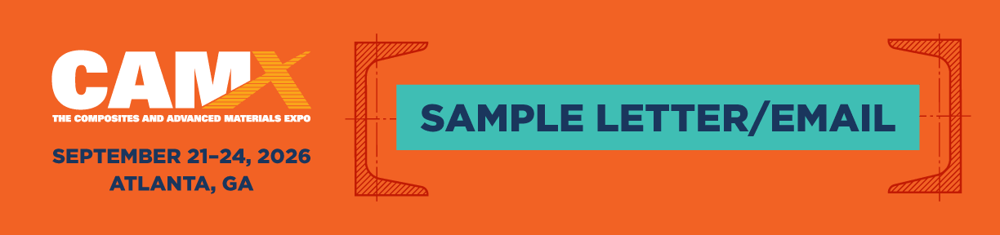 CAMX
THE COMPOSITES AND ADVANCED MATERIALS EXPO
SEPTEMBER 21–24, 2026
ATLANTA, GA
SAMPLE LETTER/EMAIL